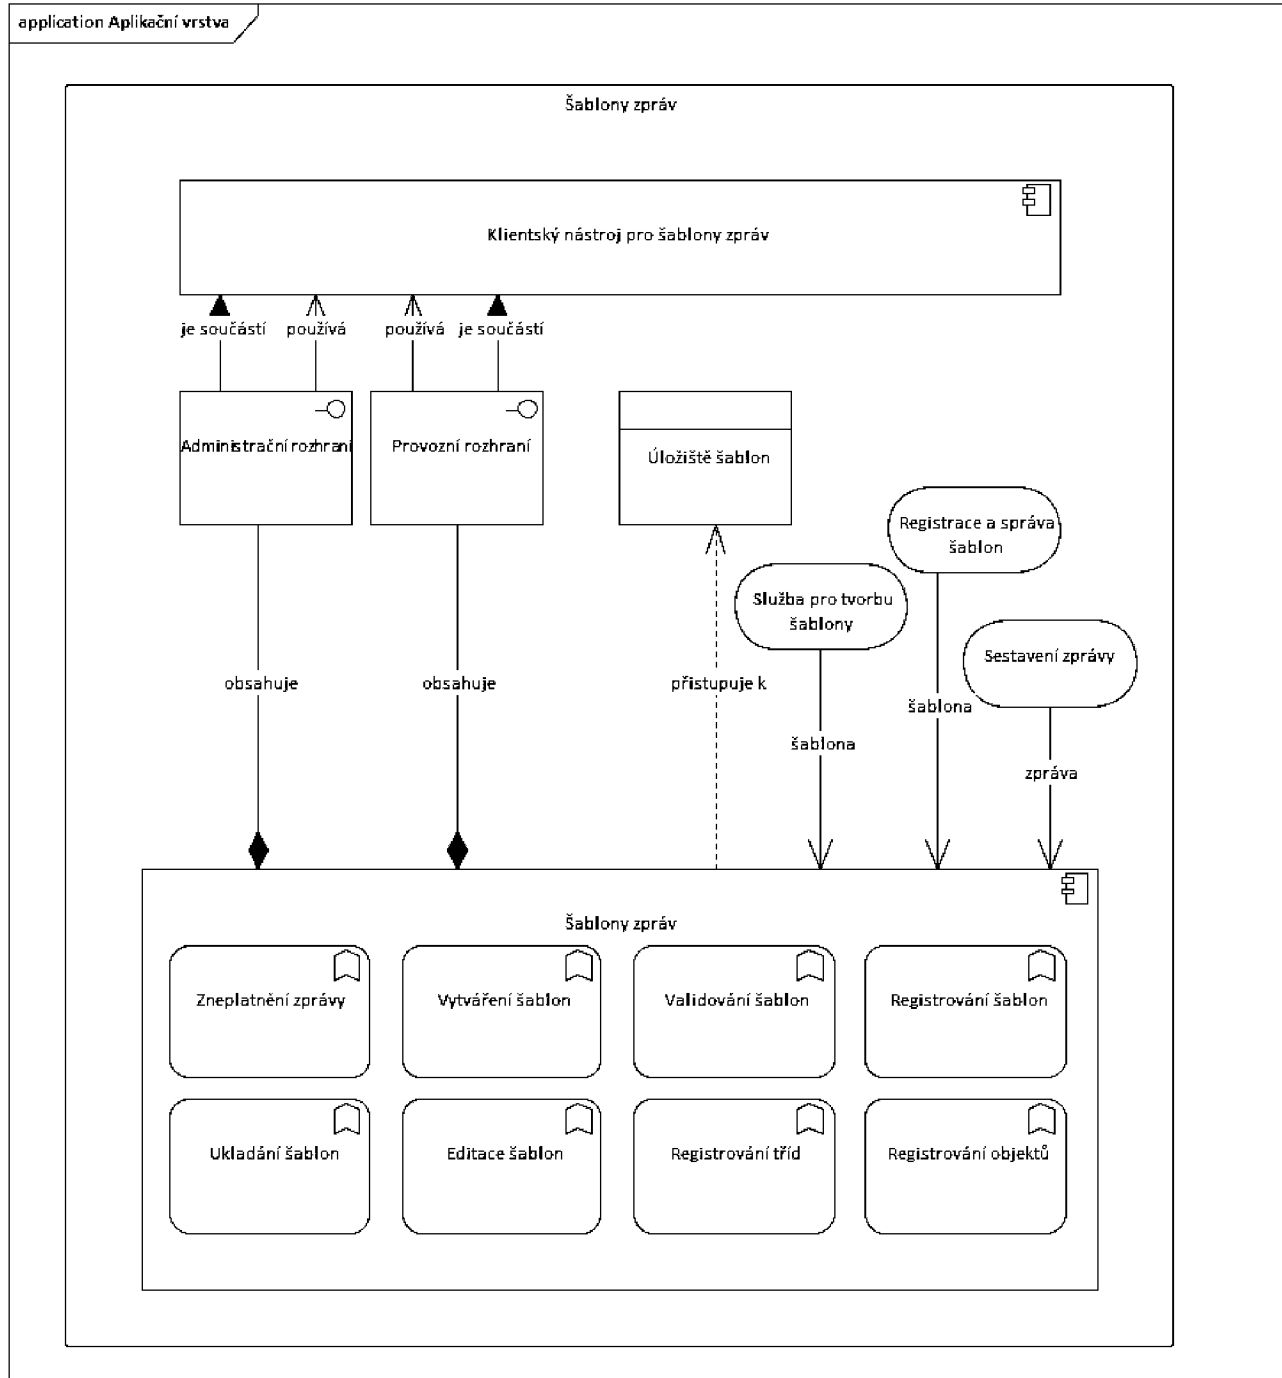 application Aplikační vrstva
Šablony zpráv
Klientský nástroj pro šablony zpráv
je součástí
používá
používá
je součástí
Administrační rozhraní
Provozní rozhraní
Úložiště šablon
Registrace a správa
šablon
Služba pro tvorbu
šablony
Sestavení zprávy
obsahuje
obsahuje
přistupuje k
šablona
šablona
zpráva
Šablony zpráv
Zneplatnění zprávy
Vytváření šablon
Validování šablon
Registrování šablon
Ukladání šablon
Editace šablon
Registrování tříd
Registrování objektů